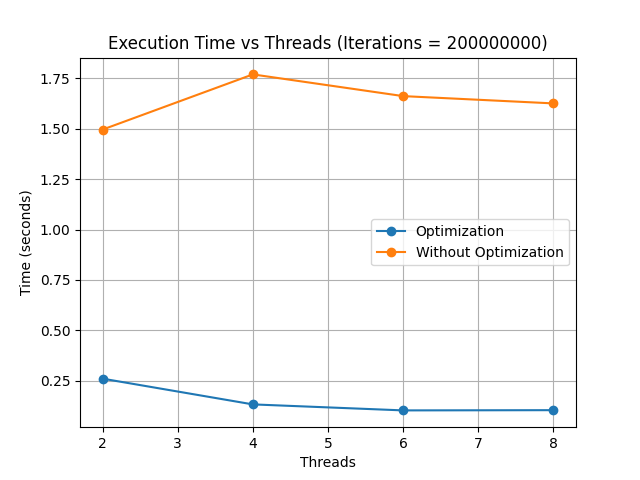 Execution Time vs Threads (Iterations = 200000000)
1.75
1.50
1.25
1.00
0.75
0.50
0.25
Time (seconds)
Optimization
Without Optimization
2 3 4 5 6 7 8
Threads